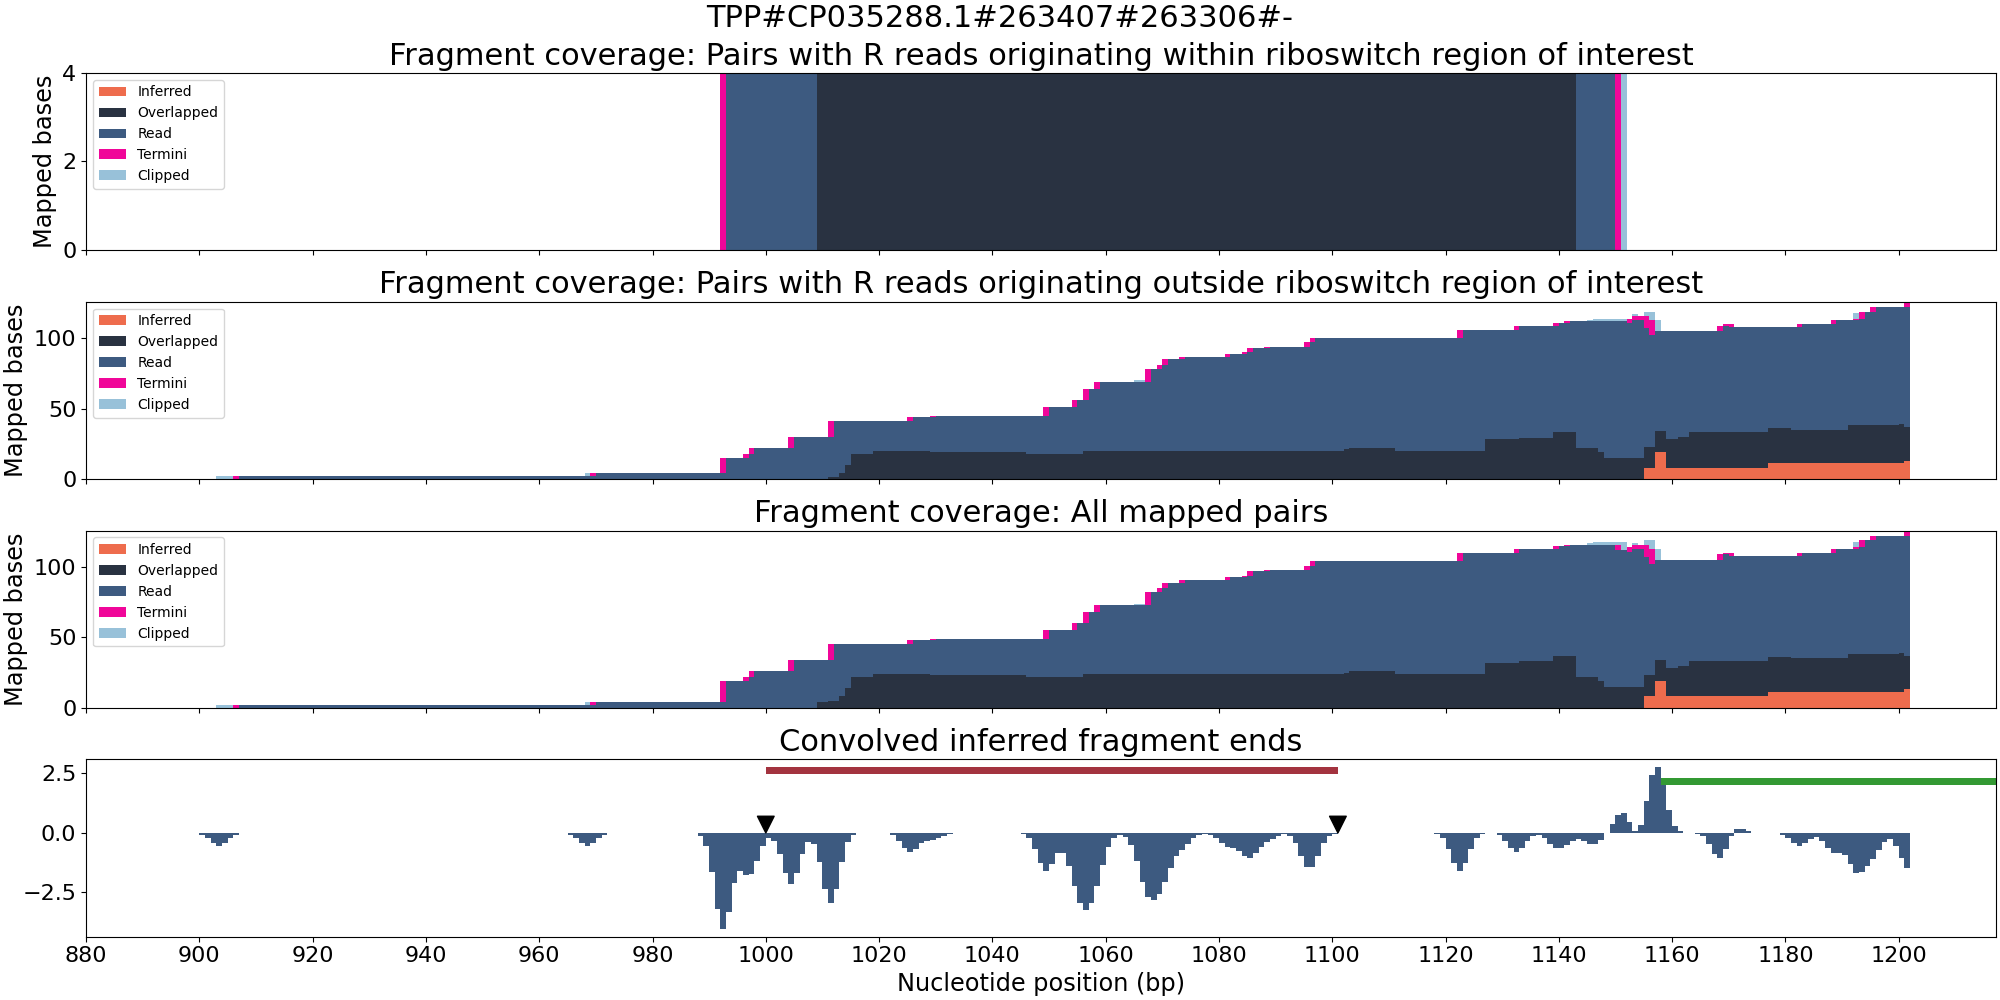 TPP#CP035288.1#263407#263306#-
Fragment coverage: Pairs with R reads originating within riboswitch region of interest
Mapped bases
4
2
0
Inferred
Overlapped
Read
Termini
Clipped
Fragment coverage: Pairs with R reads originating outside riboswitch region of interest
Mapped bases
100
50
0
Inferred
Overlapped
Read
Termini
Clipped
Fragment coverage: All mapped pairs
Mapped bases
100
50
0
Inferred
Overlapped
Read
Termini
Clipped
Convolved inferred fragment ends
2.5
0.0
−2.5
880 900 920 940 960 980 1000 1020 1040 1060 1080 1100 1120 1140 1160 1180 1200
Nucleotide position (bp)